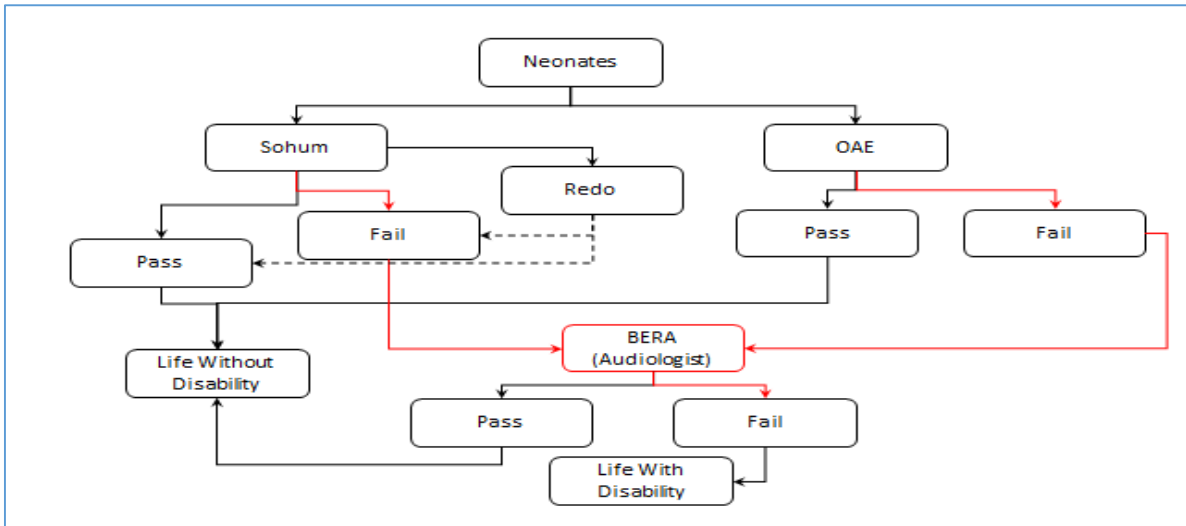 Neonates
Sohum
OAE
Redo
Fail
Pass
Pass
Fail
BERA
(Audiologist)
Life Without
Disability
Pass
Fail
Life With
Disability